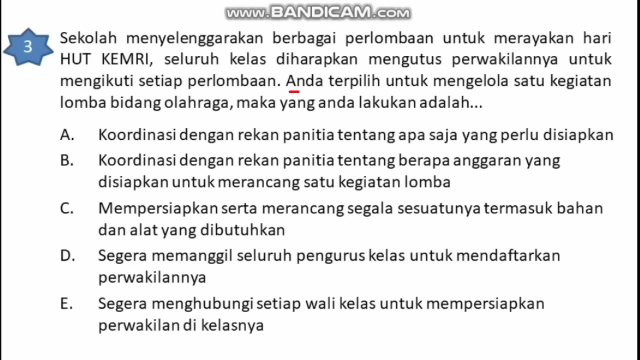 www.BANDICAM.com
3
Sekolah menyelenggarakan berbagai perlombaan untuk merayakan hari
HUT KEMRI, seluruh kelas diharapkan mengutus perwakilannya untuk
mengikuti setiap perlombaan. Anda terpilih untuk mengelola satu kegiatan
lomba bidang olahraga, maka yang anda lakukan adalah...
A. Koordinasi dengan rekan panitia tentang apa saja yang perlu disiapkan
B. Koordinasi dengan rekan panitia tentang berapa anggaran yang
disiapkan untuk merancang satu kegiatan lomba
C. Mempersiapkan serta merancang segala sesuatunya termasuk bahan
dan alat yang dibutuhkan
D. Segera memanggil seluruh pengurus kelas untuk mendaftarkan
perwakilannya
E. Segera menghubungi setiap wali kelas untuk mempersiapkan
perwakilan di kelasnya